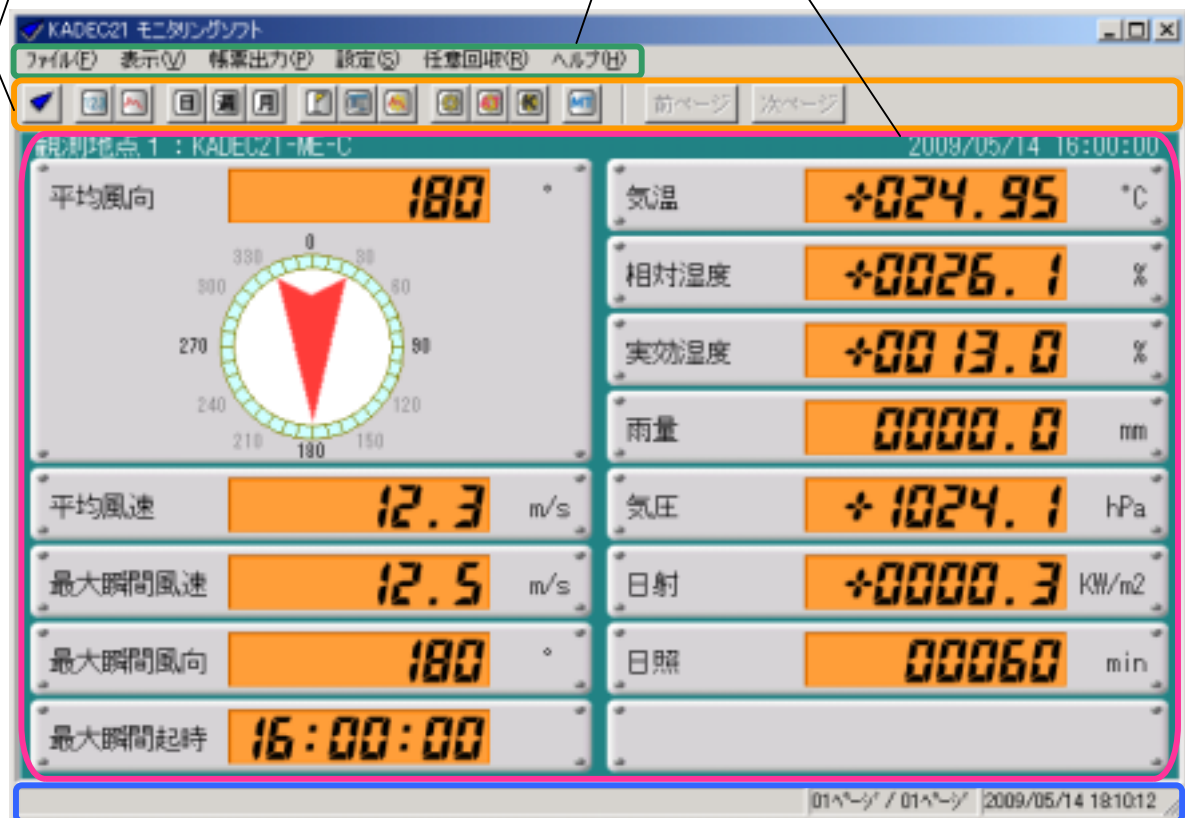 KADEC21 モニタリングソフト
ファイル(F) 表示(V) 帳票出力(P) 設定(S) 任意回収(R) ヘルプ(H)
日 週 月 K MT 前ページ 次ページ
観測地点1:KADEC21-ME-C 2009/05/14 16:00:00
平均風向 180 °
0
330 30
300 60
270 90
240 120
210 150
180
平均風速 12.3 m/s
最大瞬間風速 12.5 m/s
最大瞬間風向 180 °
最大瞬間起時 16:00:00
気温 +024.95 °C
相対湿度 +0026.1 %
実効湿度 +0013.0 %
雨量 0000.0 mm
気圧 +1024.1 hPa
日射 +0000.3 KW/m2
日照 00060 min
01ページ / 01ページ 2009/05/14 18:10:12